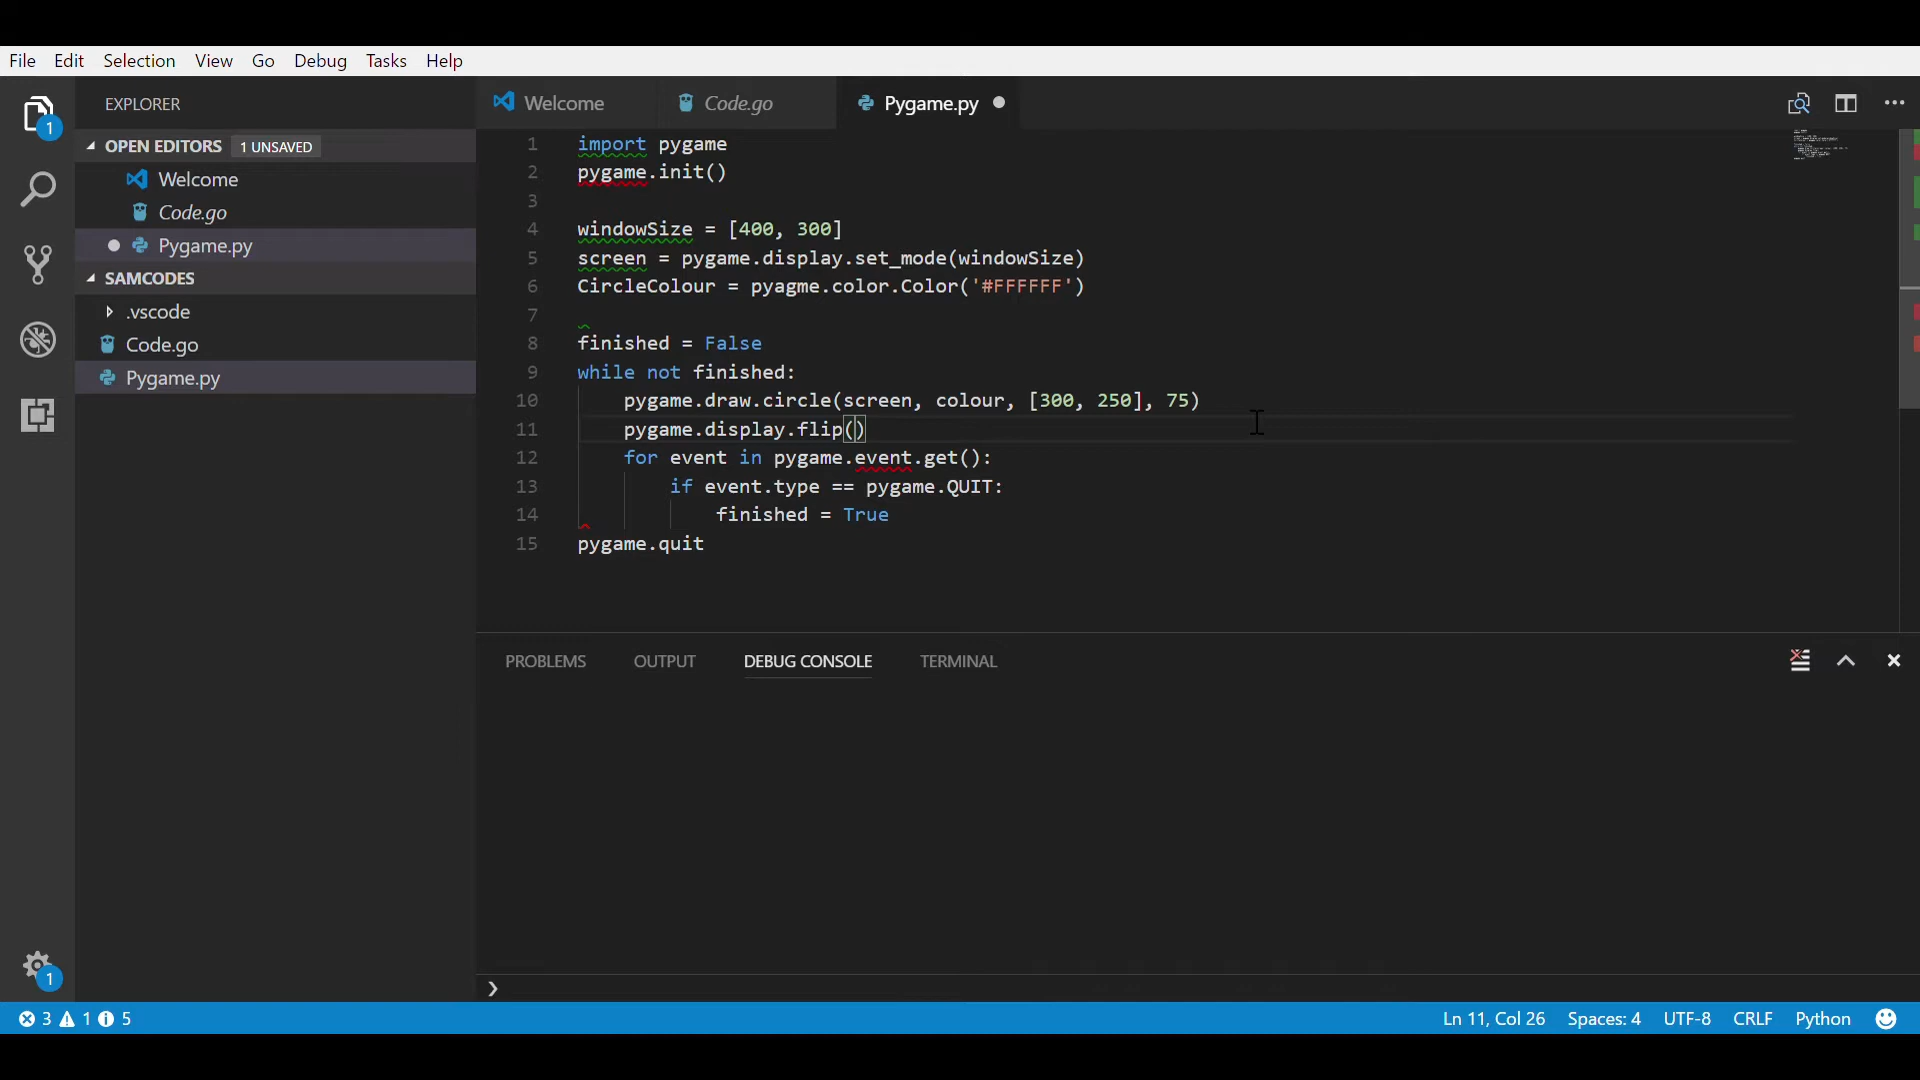 File Edit Selection View Go Debug Tasks Help
EXPLORER
OPEN EDITORS 1 UNSAVED
Welcome
Code.go
Pygame.py
SAMCODES
.vscode
Code.go
Pygame.py
1
1
Welcome Code.go Pygame.py
1 import pygame
2 pygame.init()
3
4 windowSize = [400, 300]
5 screen = pygame.display.set_mode(windowSize)
6 CircleColour = pyagme.color.Color('#FFFFFF')
7
8 finished = False
9 while not finished:
10 pygame.draw.circle(screen, colour, [300, 250], 75)
11 pygame.display.flip()
12 for event in pygame.event.get():
13 if event.type == pygame.QUIT:
14 finished = True
15 pygame.quit
PROBLEMS OUTPUT DEBUG CONSOLE TERMINAL
3 1 5 Ln 11, Col 26 Spaces: 4 UTF-8 CRLF Python